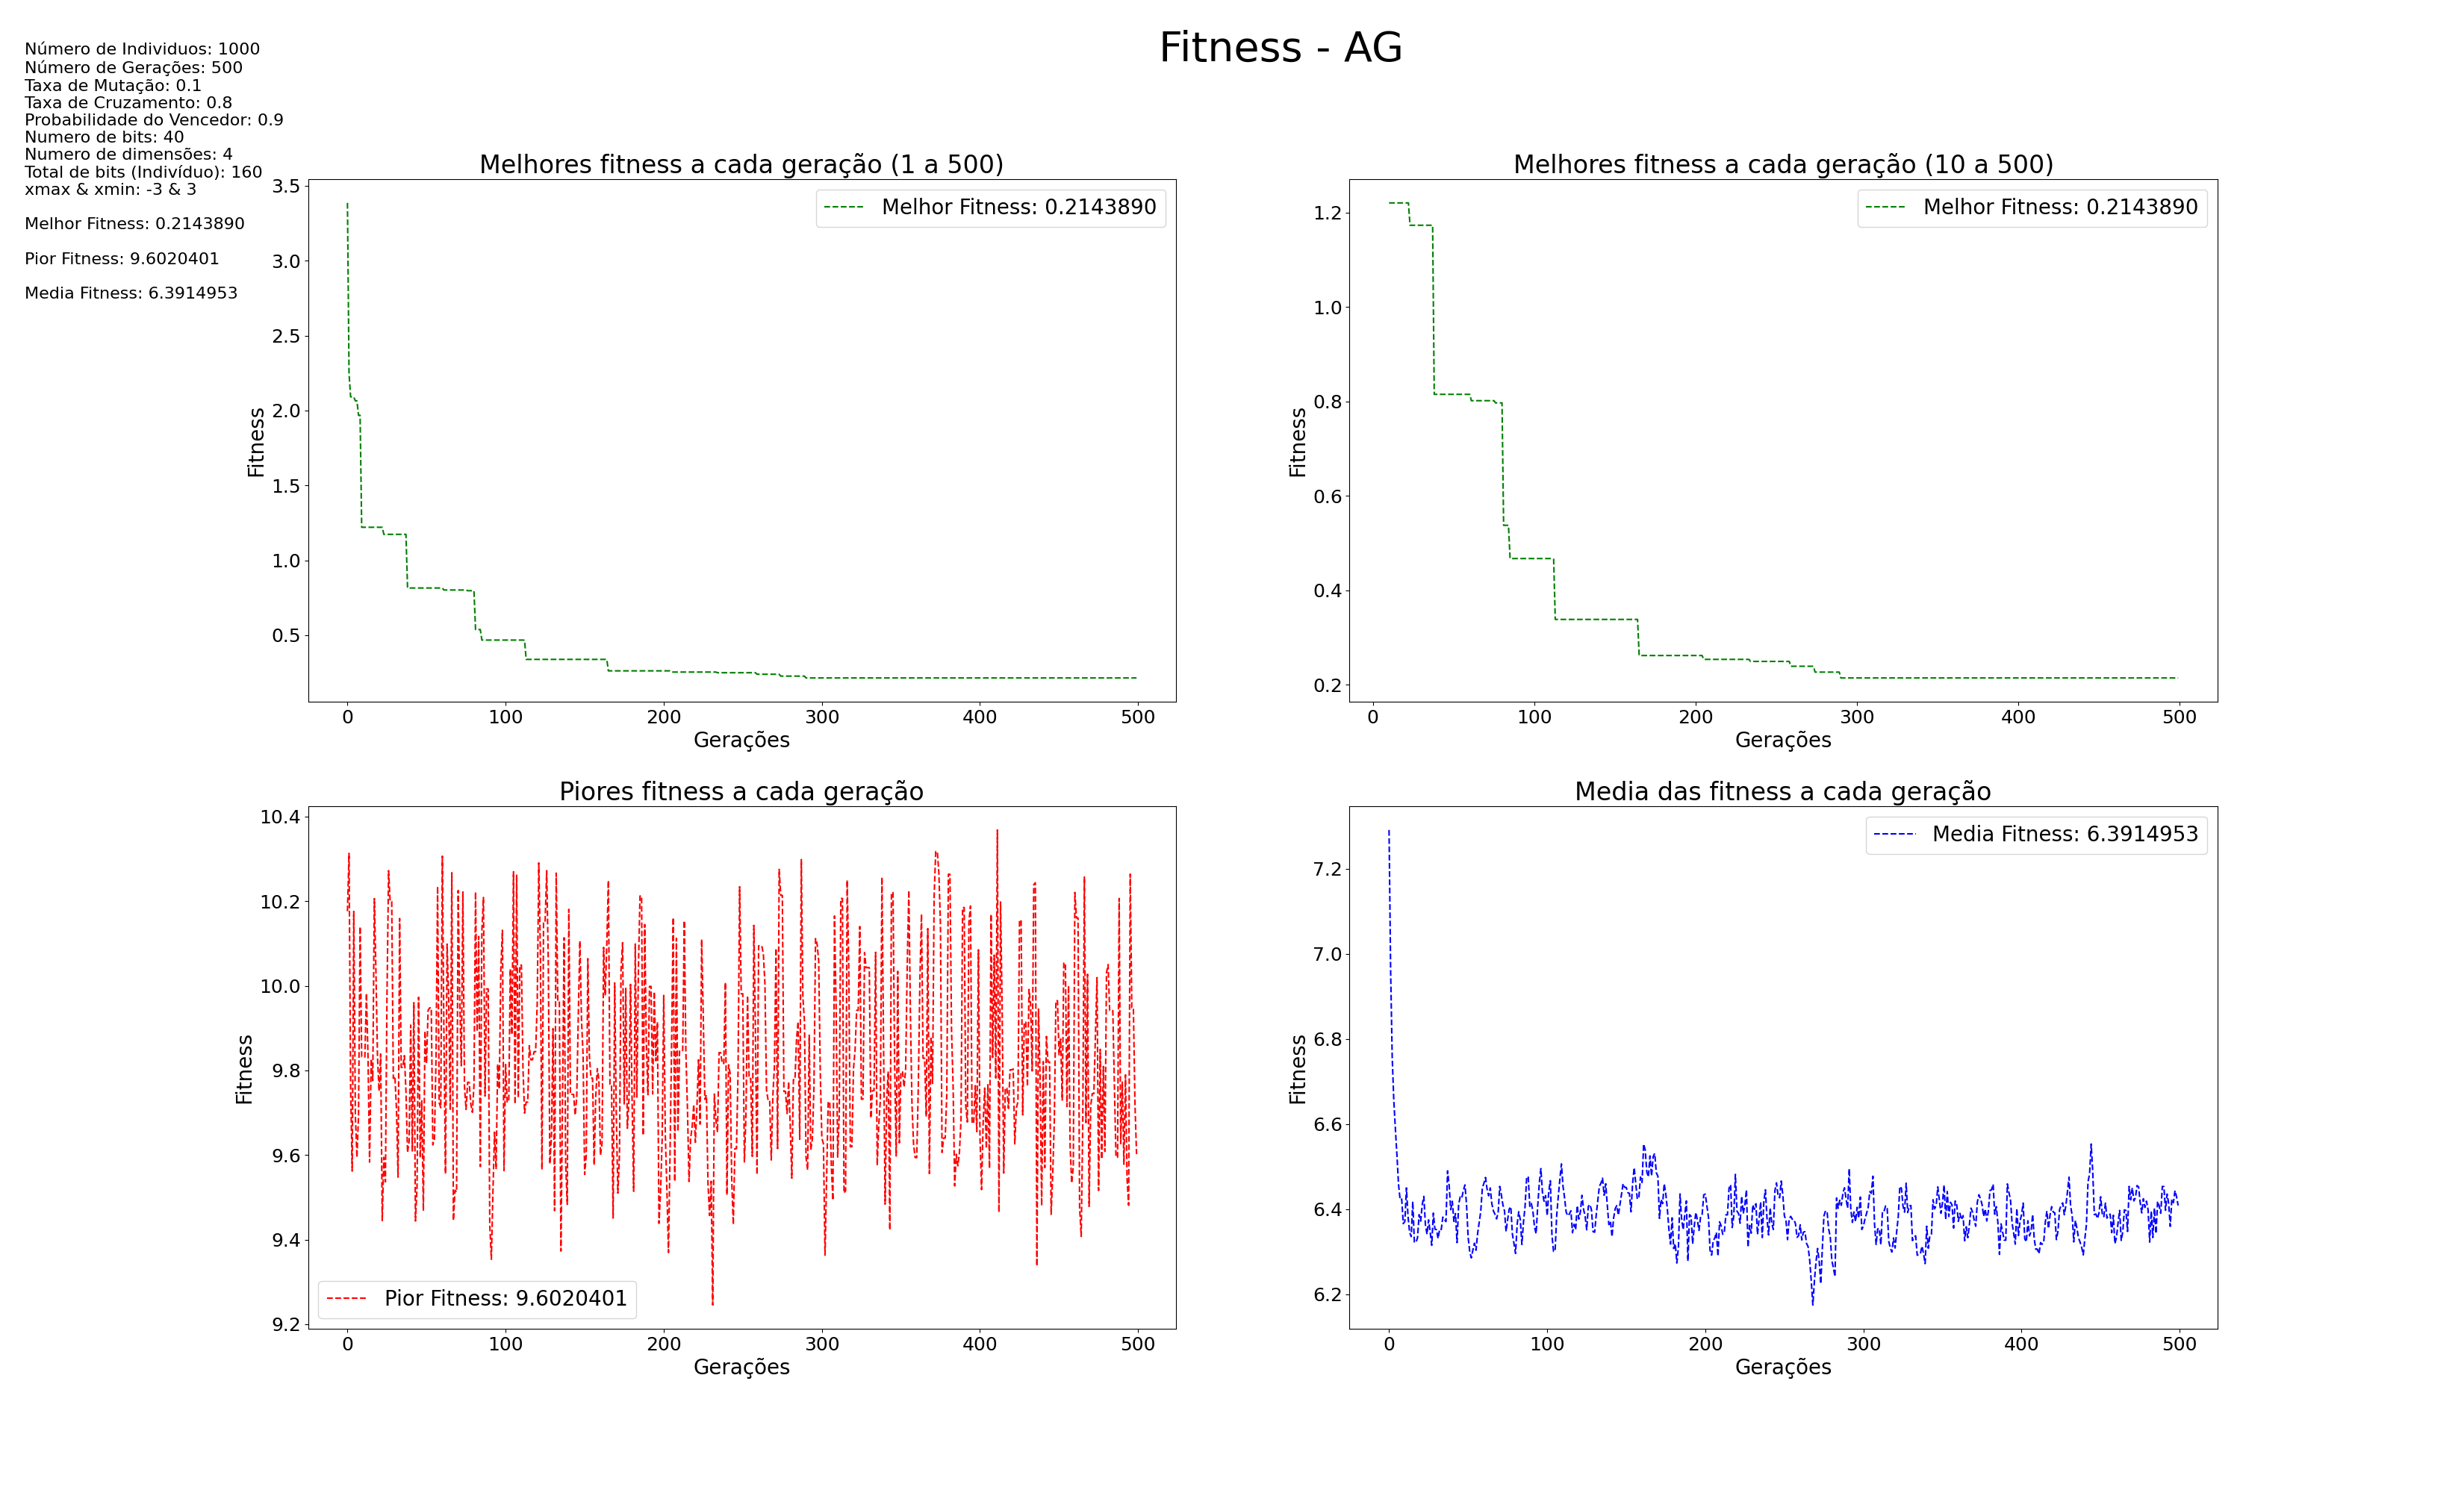 Fitness - AG
Número de Individuos: 1000
Número de Gerações: 500
Taxa de Mutação: 0.1
Taxa de Cruzamento: 0.8
Probabilidade do Vencedor: 0.9
Numero de bits: 40
Numero de dimensões: 4
Total de bits (Indivíduo): 160
xmax & xmin: -3 & 3
Melhor Fitness: 0.2143890
Pior Fitness: 9.6020401
Media Fitness: 6.3914953
Melhores fitness a cada geração (1 a 500)
Melhor Fitness: 0.2143890
3.5
3.0
2.5
2.0
1.5
1.0
0.5
Fitness
0 100 200 300 400 500
Gerações
Melhores fitness a cada geração (10 a 500)
Melhor Fitness: 0.2143890
1.2
1.0
0.8
0.6
0.4
0.2
Fitness
0 100 200 300 400 500
Gerações
Piores fitness a cada geração
10.4
10.2
10.0
9.8
9.6
9.4
9.2
Fitness
Pior Fitness: 9.6020401
0 100 200 300 400 500
Gerações
Media das fitness a cada geração
Media Fitness: 6.3914953
7.2
7.0
6.8
6.6
6.4
6.2
Fitness
0 100 200 300 400 500
Gerações